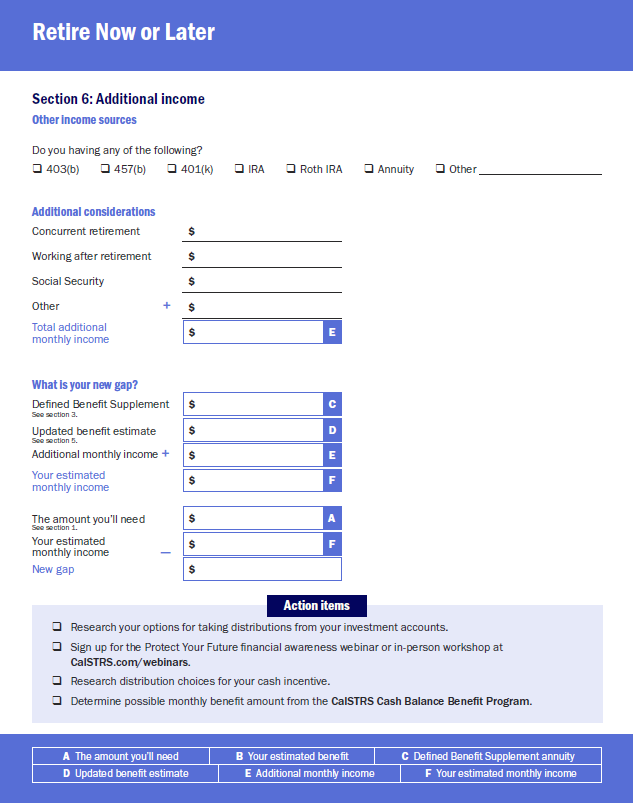 Retire Now or Later
Section 6: Additional income
Other income sources
Do you having any of the following?
❑ 403(b) ❑ 457(b) ❑ 401(k) ❑ IRA ❑ Roth IRA ❑ Annuity ❑ Other
Additional considerations
Concurrent retirement $
Working after retirement $
Social Security $
Other + $
Total additional
monthly income $ E
What is your new gap?
Defined Benefit Supplement $ C
See section 3.
Updated benefit estimate $ D
See section 5.
Additional monthly income + $ E
Your estimated
monthly income $ F
The amount you'll need $ A
See section 1.
Your estimated
monthly income – $ F
New gap $
Action items
❑ Research your options for taking distributions from your investment accounts.
❑ Sign up for the Protect Your Future financial awareness webinar or in-person workshop at
CalSTRS.com/webinars.
❑ Research distribution choices for your cash incentive.
❑ Determine possible monthly benefit amount from the CalSTRS Cash Balance Benefit Program.
A The amount you'll need B Your estimated benefit C Defined Benefit Supplement annuity
D Updated benefit estimate E Additional monthly income F Your estimated monthly income